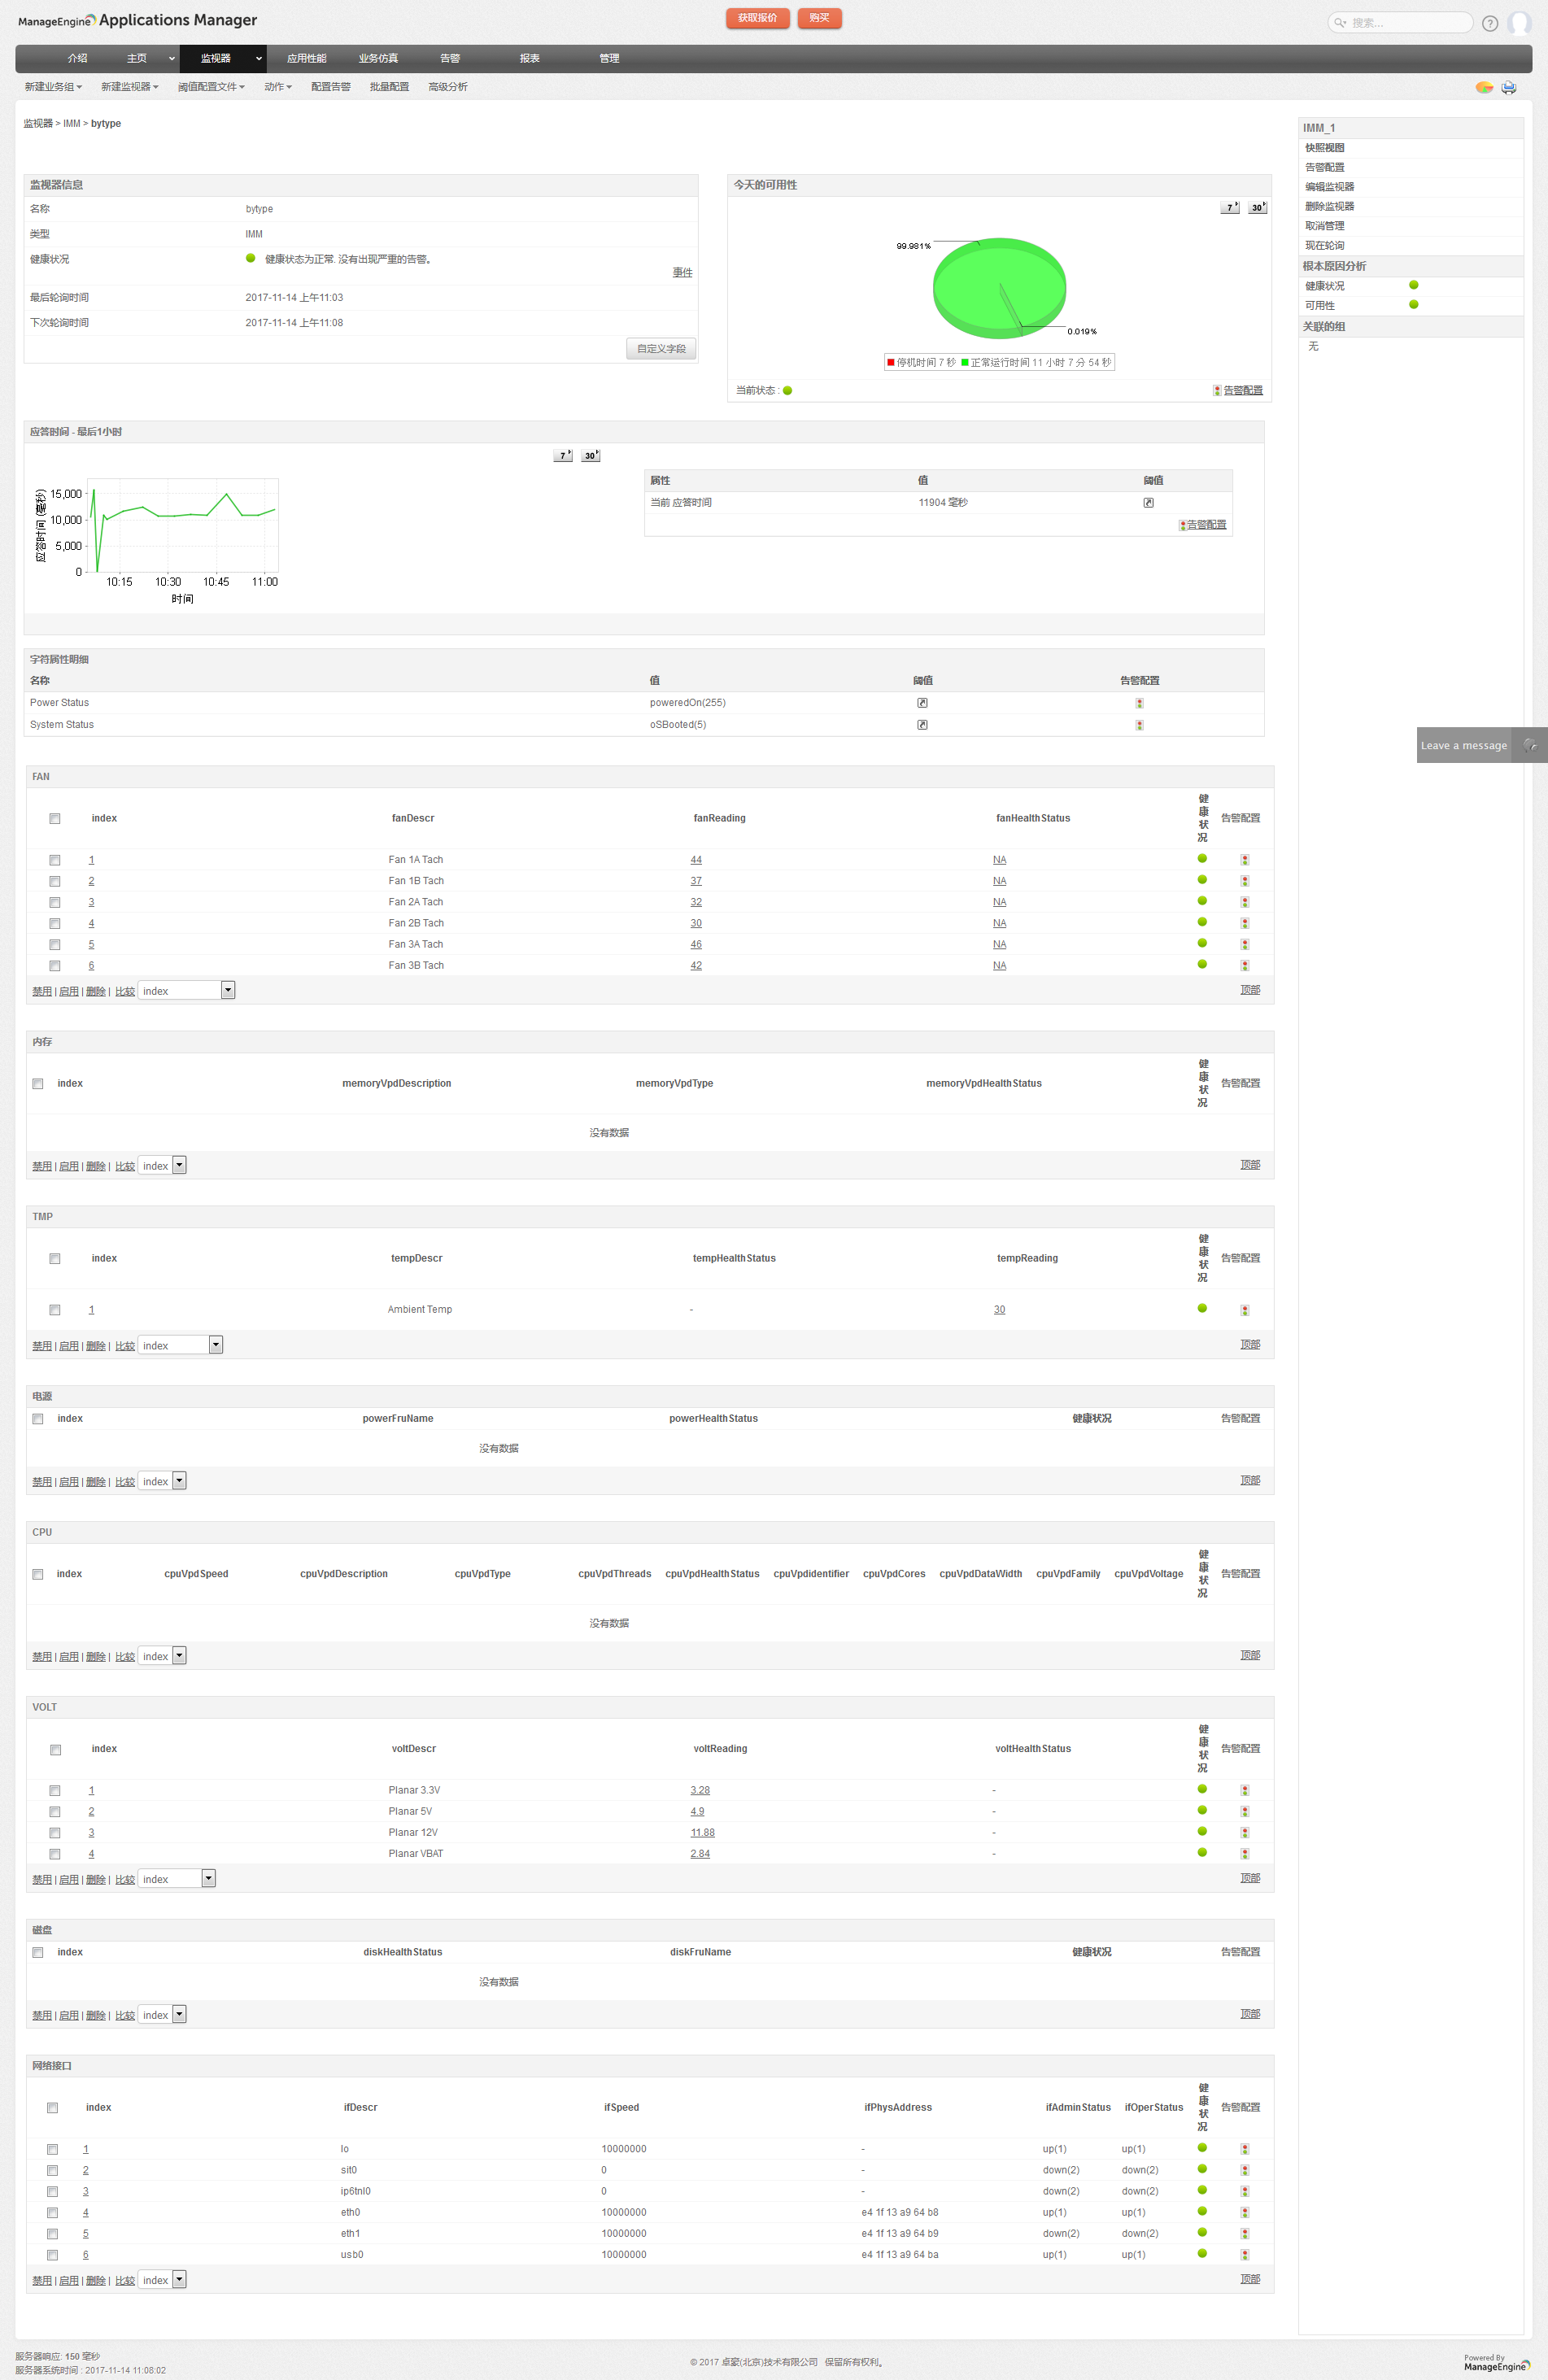 ManageEngine Applications Manager
获取报价 购买
搜索...
介绍 主页 监视器 应用性能 业务仿真 告警 报表 管理
新建业务组 新建监视器 阈值配置文件 动作 配置告警 批量配置 高级分析
监视器 > IMM > bytype
监视器信息
名称 bytype
类型 IMM
健康状况 健康状态为正常. 没有出现严重的告警。
事件
最后轮询时间 2017-11-14 上午11:03
下次轮询时间 2017-11-14 上午11:08
自定义字段
今天的可用性
7 30
99.981%
0.019%
停机时间 7 秒 正常运行时间 11 小时 7 分 54 秒
当前状态 : 告警配置
IMM_1
快照视图
告警配置
编辑监视器
删除监视器
取消管理
现在轮询
根本原因分析
健康状况
可用性
关联的组
无
应答时间 - 最后1小时
7 30
应答时间 (毫秒)
15,000
10,000
5,000
0
10:15 10:30 10:45 11:00
时间
属性 值 阈值
当前 应答时间 11904 毫秒
告警配置
字符属性明细
名称 值 阈值 告警配置
Power Status poweredOn(255)
System Status oSBooted(5)
Leave a message
FAN
index fanDescr fanReading fanHealthStatus 健康状况 告警配置
1 Fan 1A Tach 44 NA
2 Fan 1B Tach 37 NA
3 Fan 2A Tach 32 NA
4 Fan 2B Tach 30 NA
5 Fan 3A Tach 46 NA
6 Fan 3B Tach 42 NA
禁用 | 启用 | 删除 | 比较 index 顶部
内存
index memoryVpdDescription memoryVpdType memoryVpdHealthStatus 健康状况 告警配置
没有数据
禁用 | 启用 | 删除 | 比较 index 顶部
TMP
index tempDescr tempHealthStatus tempReading 健康状况 告警配置
1 Ambient Temp - 30
禁用 | 启用 | 删除 | 比较 index 顶部
电源
index powerFruName powerHealthStatus 健康状况 告警配置
没有数据
禁用 | 启用 | 删除 | 比较 index 顶部
CPU
index cpuVpdSpeed cpuVpdDescription cpuVpdType cpuVpdThreads cpuVpdHealthStatus cpuVpdidentifier cpuVpdCores cpuVpdDataWidth cpuVpdFamily cpuVpdVoltage 健康状况 告警配置
没有数据
禁用 | 启用 | 删除 | 比较 index 顶部
VOLT
index voltDescr voltReading voltHealthStatus 健康状况 告警配置
1 Planar 3.3V 3.28 -
2 Planar 5V 4.9 -
3 Planar 12V 11.88 -
4 Planar VBAT 2.84 -
禁用 | 启用 | 删除 | 比较 index 顶部
磁盘
index diskHealthStatus diskFruName 健康状况 告警配置
没有数据
禁用 | 启用 | 删除 | 比较 index 顶部
网络接口
index ifDescr ifSpeed ifPhysAddress ifAdminStatus ifOperStatus 健康状况 告警配置
1 lo 10000000 - up(1) up(1)
2 sit0 0 - down(2) down(2)
3 ip6tnl0 0 - down(2) down(2)
4 eth0 10000000 e4 1f 13 a9 64 b8 up(1) up(1)
5 eth1 10000000 e4 1f 13 a9 64 b9 down(2) down(2)
6 usb0 10000000 e4 1f 13 a9 64 ba up(1) up(1)
禁用 | 启用 | 删除 | 比较 index 顶部
服务器响应: 150 毫秒
服务器系统时间 : 2017-11-14 11:08:02
© 2017 卓豪(北京)技术有限公司 保留所有权利。
Powered By
ManageEngine